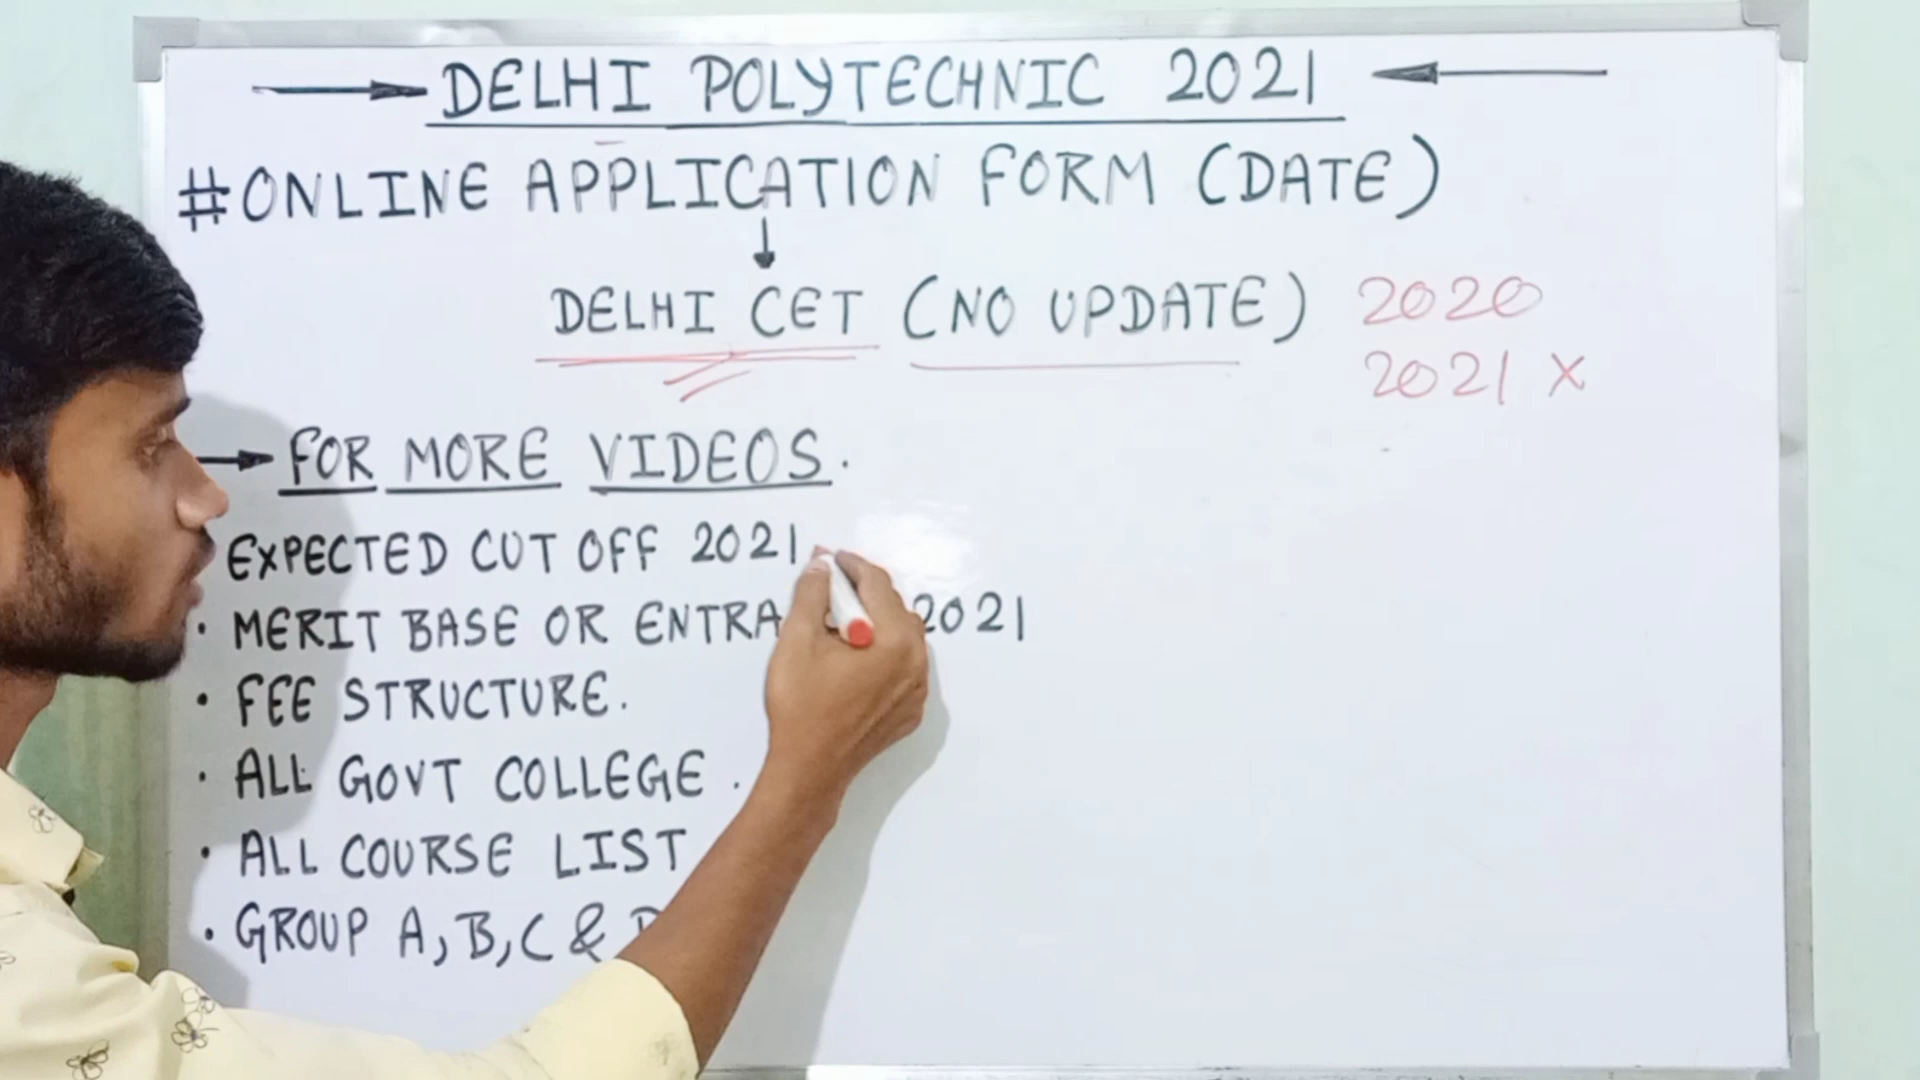 DELHI POLYTECHNIC 2021
#ONLINE APPLICATION FORM (DATE)
DELHI CET (NO UPDATE) 2020
2021 X
FOR MORE VIDEOS.
EXPECTED CUT OFF 2021
• MERIT BASE OR ENTRA 2021
• FEE STRUCTURE.
• ALL GOVT COLLEGE.
• ALL COURSE LIST
• GROUP A, B, C &